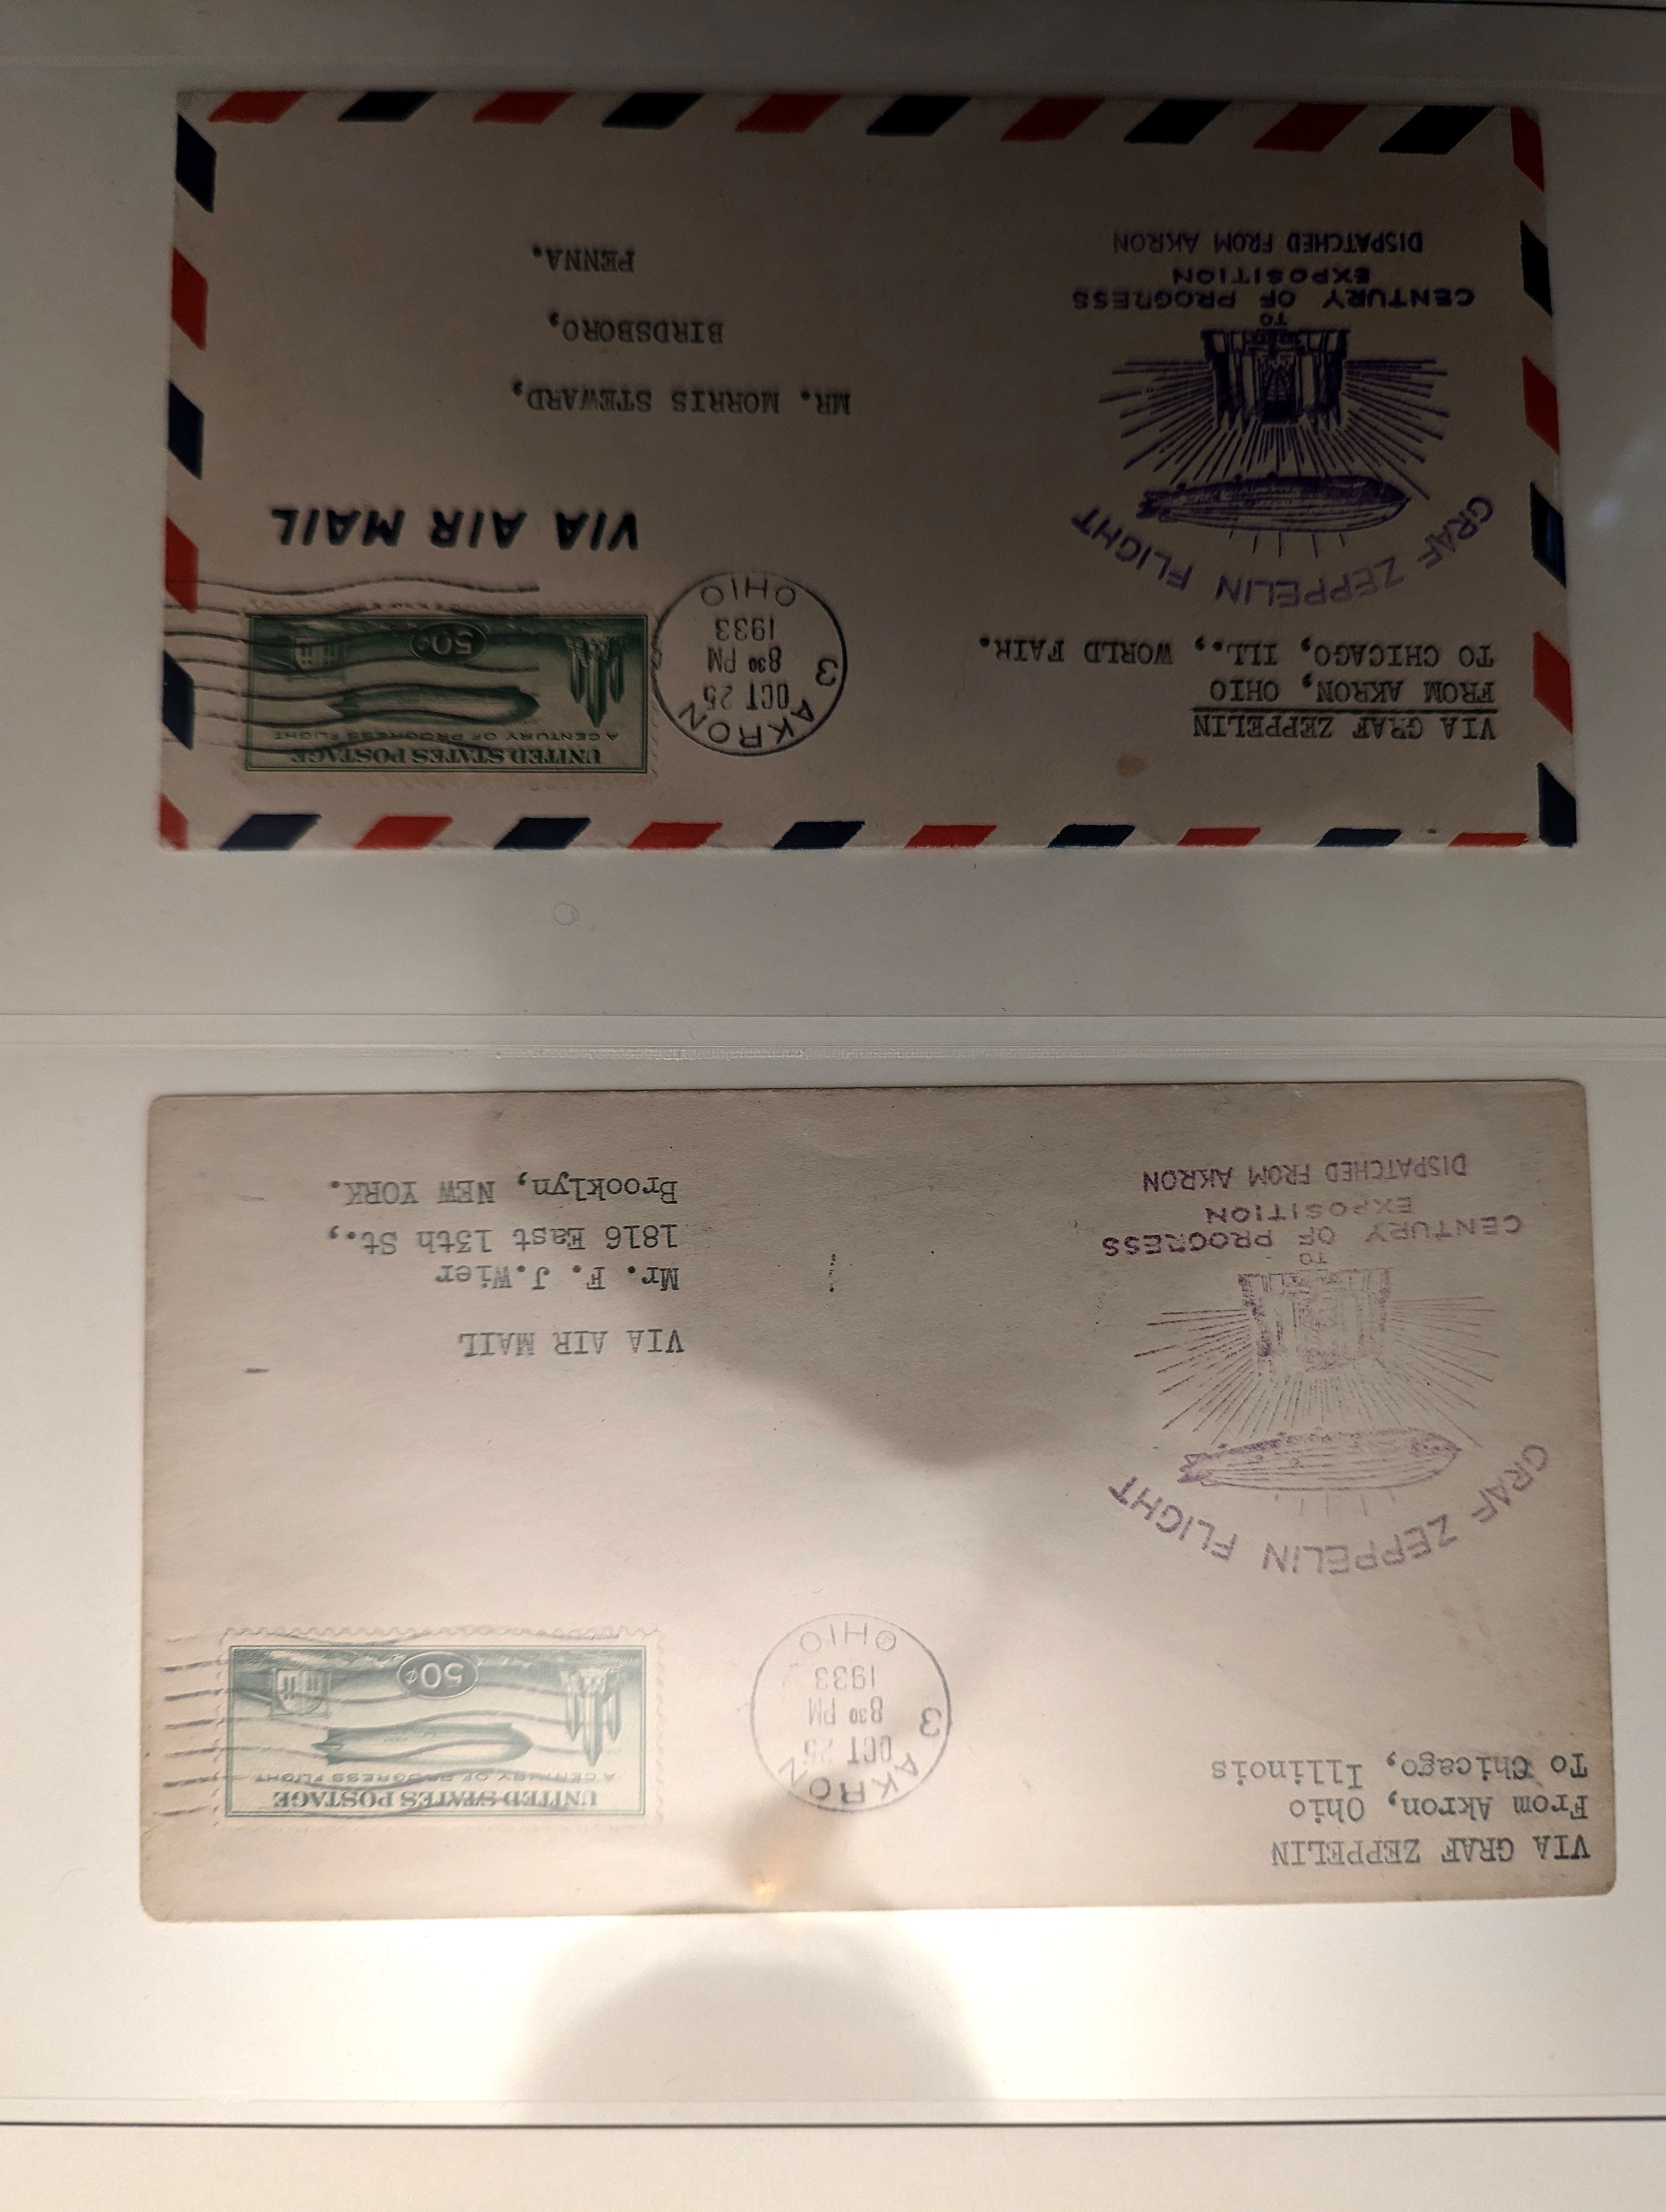 VIA GRAF ZEPPELIN
From Akron, Ohio
To Chicago, Illinois
AKRON
3
OCT 25
8 30 PM
1933
OHIO
UNITED STATES POSTAGE
A CENTURY OF PROGRESS FLIGHT
50¢
GRAF ZEPPELIN FLIGHT
TO
CENTURY OF PROGRESS
EXPOSITION
DISPATCHED FROM AKRON
VIA AIR MAIL
Mr. F. J.Wier
1816 East 13th St.,
Brooklyn, NEW YORK.
VIA GRAF ZEPPELIN
FROM AKRON, OHIO
TO CHICAGO, ILL., WORLD FAIR.
AKRON
3
OCT 25
8 30 PM
1933
OHIO
UNITED STATES POSTAGE
A CENTURY OF PROGRESS FLIGHT
50¢
GRAF ZEPPELIN FLIGHT
TO
CENTURY OF PROGRESS
EXPOSITION
DISPATCHED FROM AKRON
VIA AIR MAIL
MR. MORRIS STEWARD,
BIRDSBORO,
PENNA.